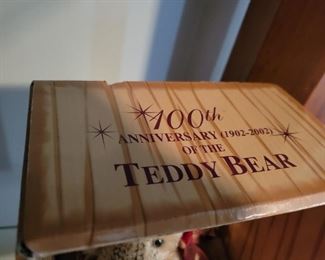 100th
ANNIVERSARY (1902-2002)
OF THE
TEDDY BEAR